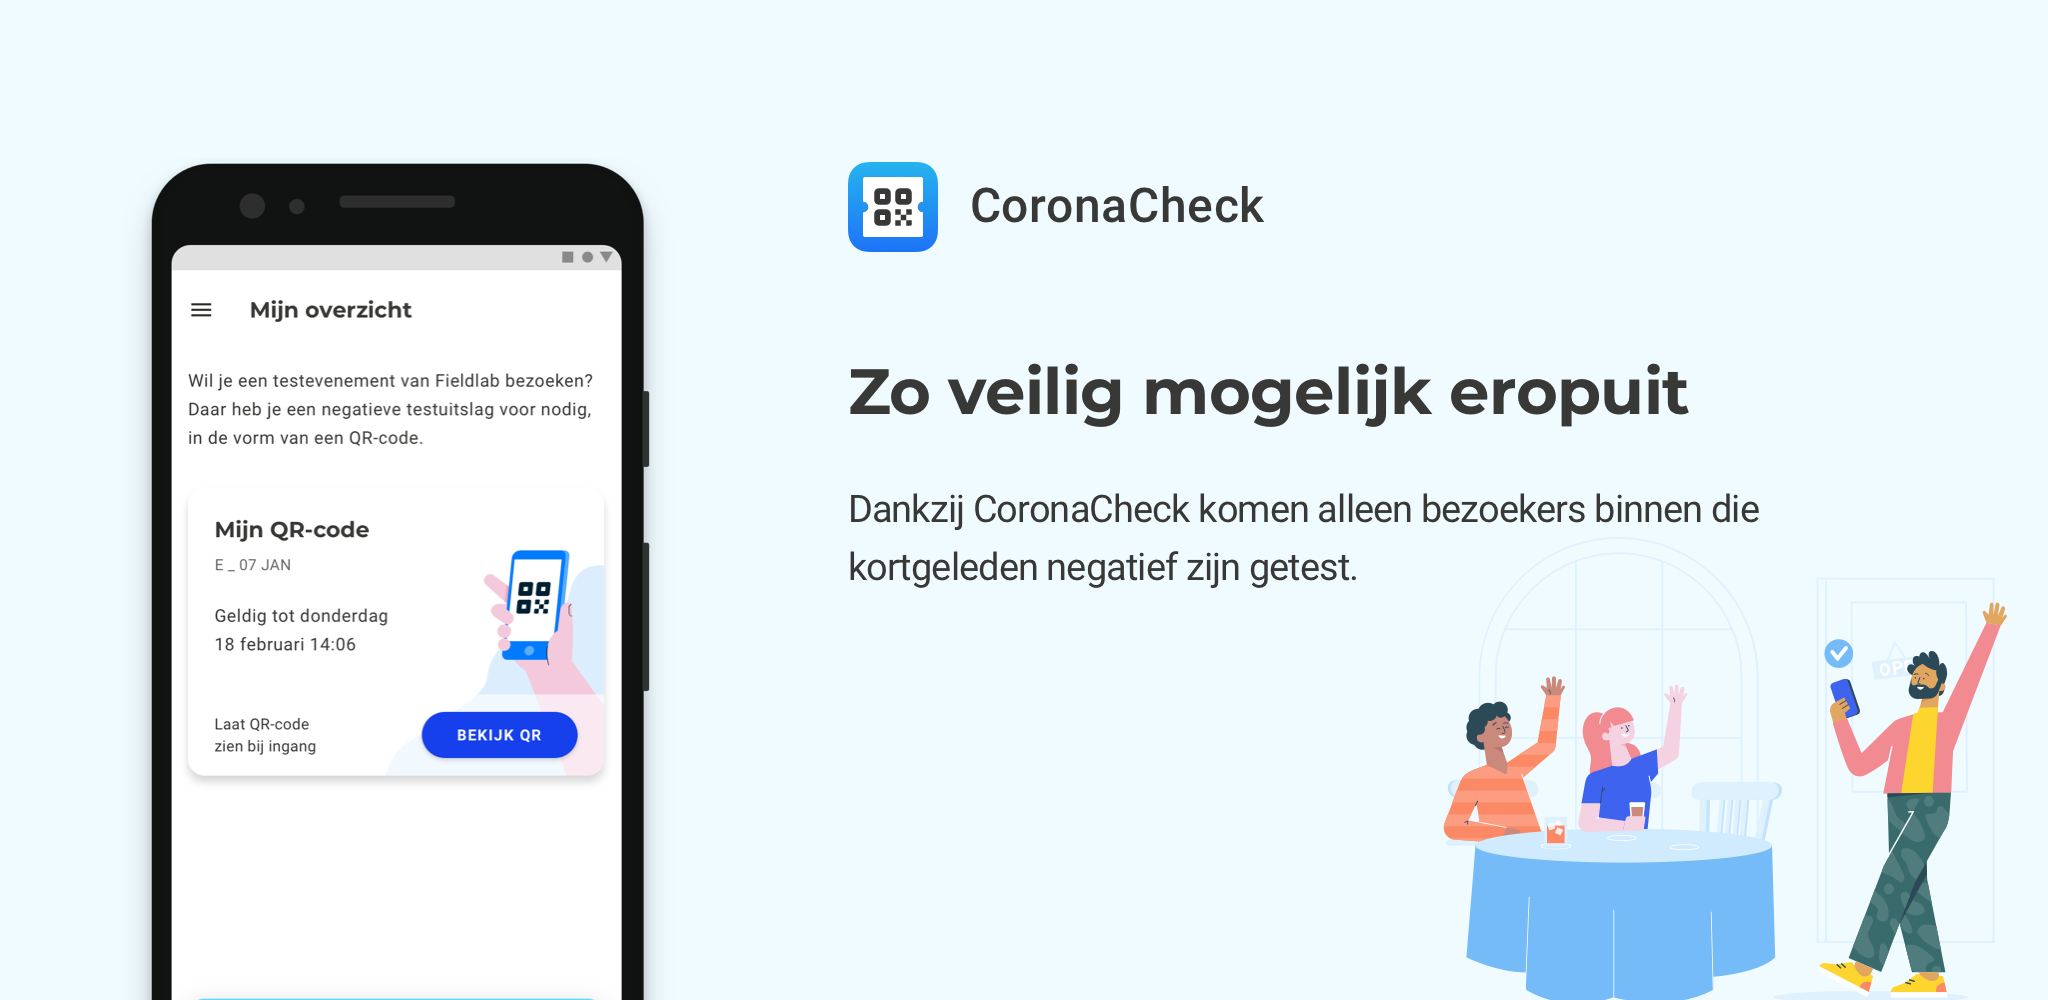 Mijn overzicht
Wil je een testevenement van Fieldlab bezoeken?
Daar heb je een negatieve testuitslag voor nodig,
in de vorm van een QR-code.
Mijn QR-code
E _ 07 JAN
Geldig tot donderdag
18 februari 14:06
Laat QR-code
zien bij ingang
BEKIJK QR
CoronaCheck
Zo veilig mogelijk eropuit
Dankzij CoronaCheck komen alleen bezoekers binnen die
kortgeleden negatief zijn getest.
OP